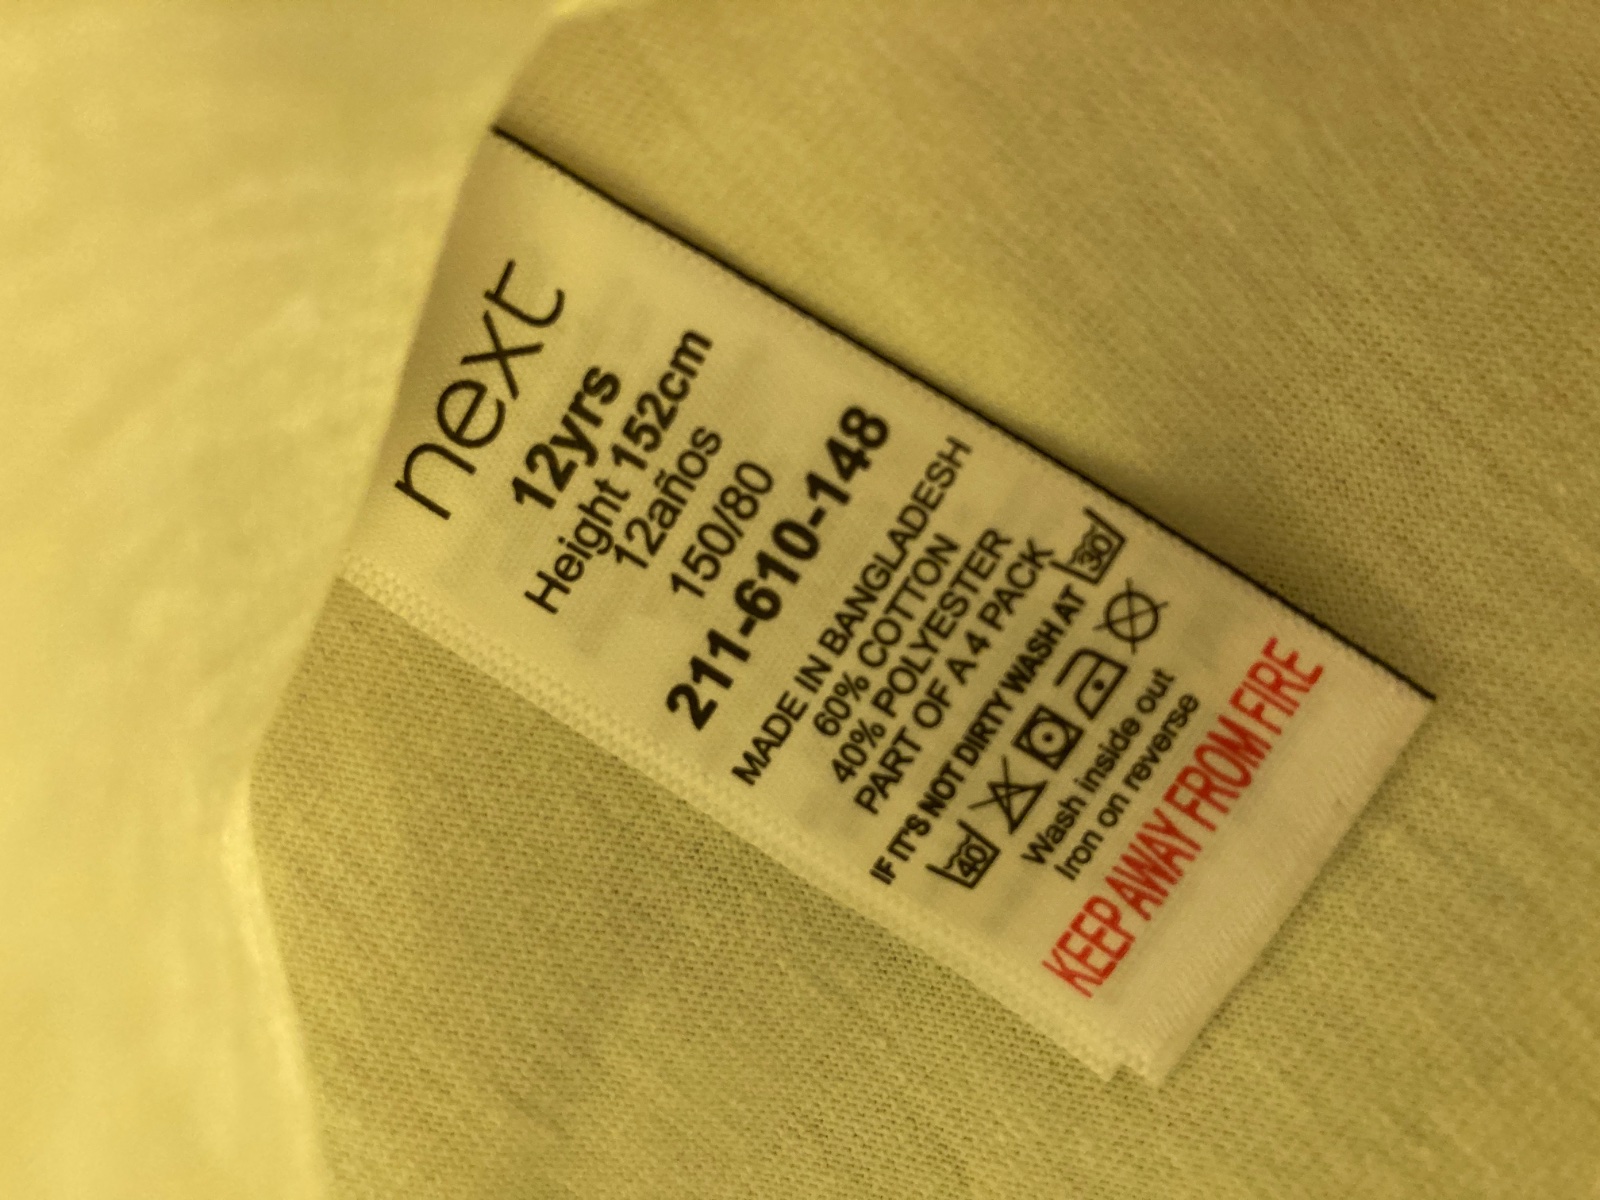 next
12yrs
Height 152cm
12años
150/80
211-610-148
MADE IN BANGLADESH
60% COTTON
40% POLYESTER
PART OF A 4 PACK
IF IT'S NOT DIRTY WASH AT 30
40
Wash inside out
Iron on reverse
KEEP AWAY FROM FIRE